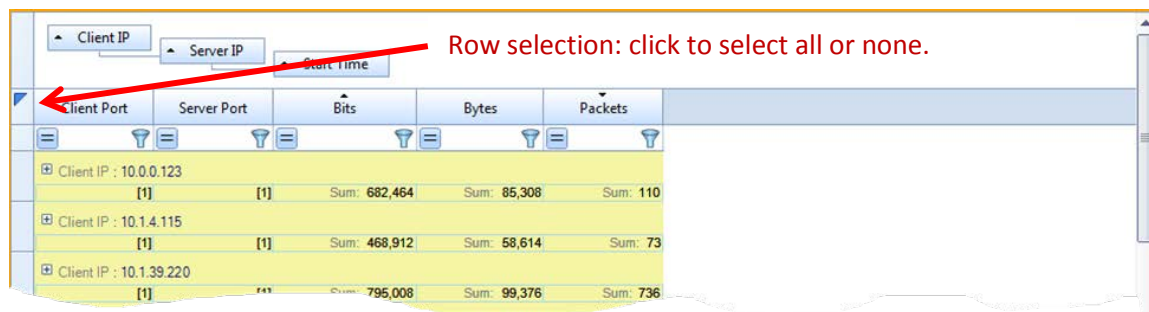 Client IP
Server IP
Start Time
Row selection: click to select all or none.
Client Port Server Port Bits Bytes Packets
Client IP : 10.0.0.123
[1] [1] Sum: 682,464 Sum: 85,308 Sum: 110
Client IP : 10.1.4.115
[1] [1] Sum: 468,912 Sum: 58,614 Sum: 73
Client IP : 10.1.39.220
[1] [1] Sum: 795,008 Sum: 99,376 Sum: 736